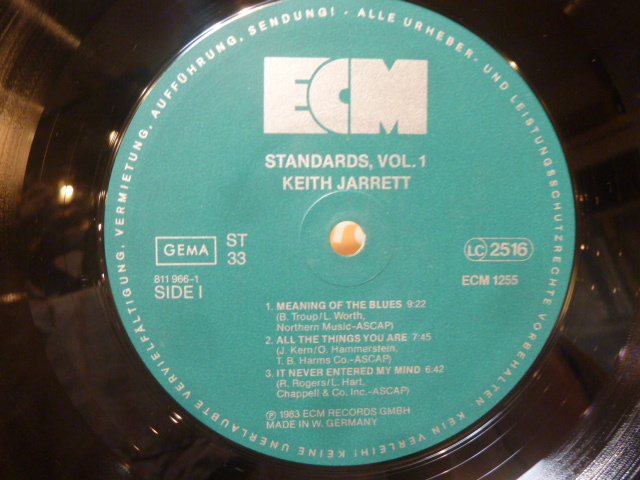 KEINE UNERLAUBTE VERVIELFÄLTIGUNG, VERMIETUNG, AUFFÜHRUNG, SENDUNG! - ALLE URHEBER- UND LEISTUNGSSCHUTZRECHTE VORBEHALTEN. KEIN VERLEIH!
ECM
STANDARDS, VOL. 1
KEITH JARRETT
GEMA
ST
33
LC 2516
811 966-1
SIDE I
ECM 1255
1. MEANING OF THE BLUES 9:22
(B. Troup/L. Worth,
Northern Music-ASCAP)
2. ALL THE THINGS YOU ARE 7:45
(J. Kern/O. Hammerstein,
T. B. Harms Co.-ASCAP)
3. IT NEVER ENTERED MY MIND 6:42
(R. Rogers/L. Hart,
Chappell & Co. Inc.-ASCAP)
Ⓟ 1983 ECM RECORDS GMBH
MADE IN W. GERMANY